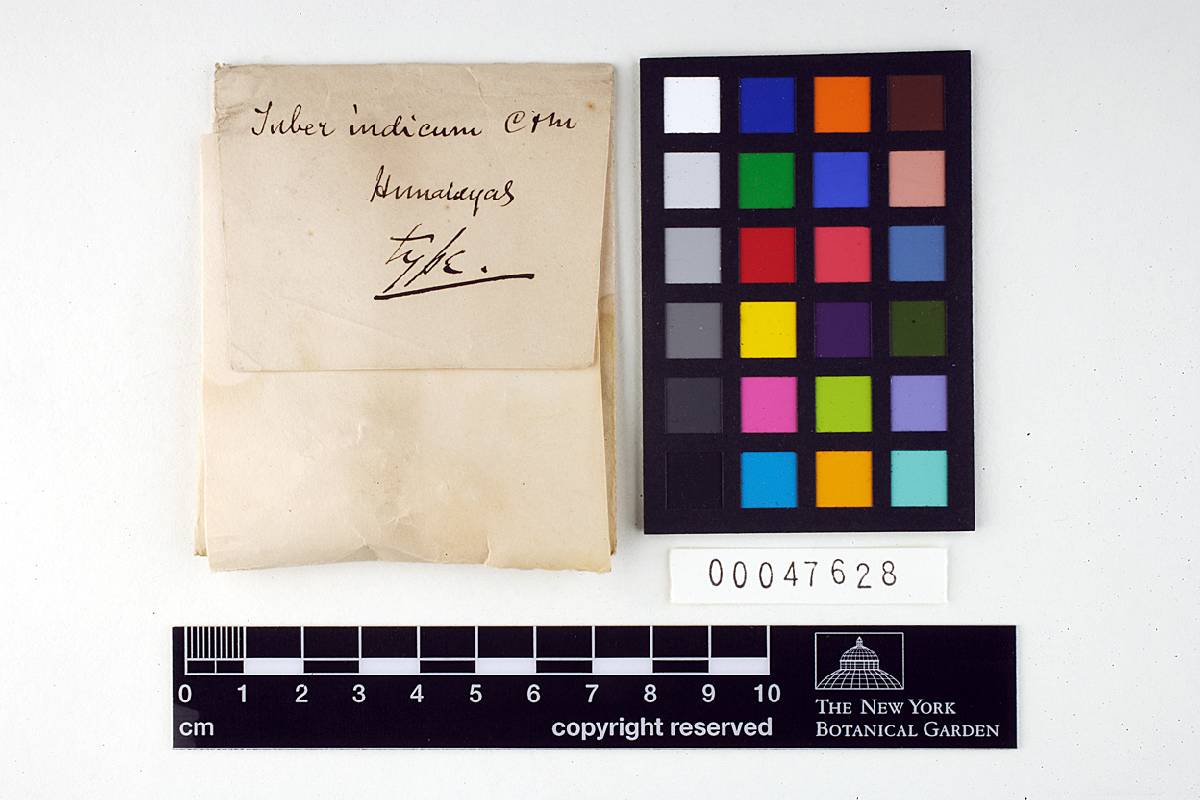 Tuber indicum C & M
Himalayas
type.
00047628
0 1 2 3 4 5 6 7 8 9 10
cm
copyright reserved
THE NEW YORK
BOTANICAL GARDEN